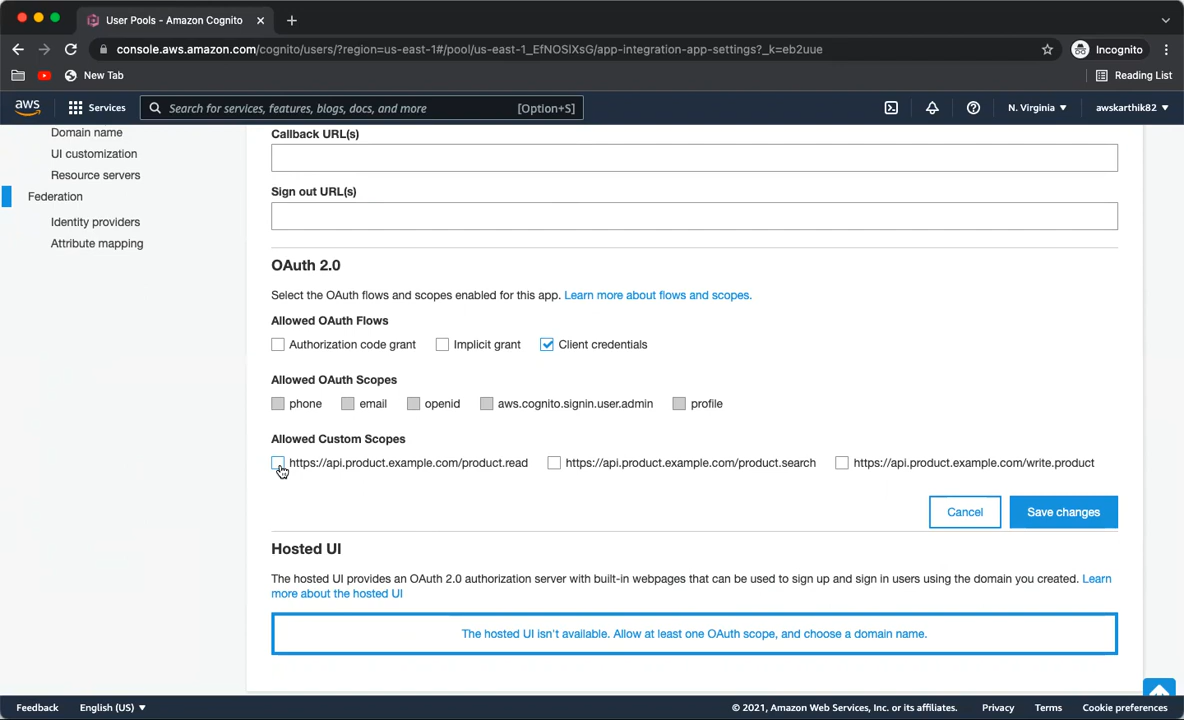 User Pools - Amazon Cognito
console.aws.amazon.com/cognito/users/?region=us-east-1#/pool/us-east-1_EfNOSIXsG/app-integration-app-settings?_k=eb2uue
Incognito
New Tab
Reading List
aws
Services
Search for services, features, blogs, docs, and more
[Option+S]
N. Virginia
awskarthik82
Domain name
UI customization
Resource servers
Federation
Identity providers
Attribute mapping
Callback URL(s)
Sign out URL(s)
OAuth 2.0
Select the OAuth flows and scopes enabled for this app. Learn more about flows and scopes.
Allowed OAuth Flows
Authorization code grant Implicit grant Client credentials
Allowed OAuth Scopes
phone email openid aws.cognito.signin.user.admin profile
Allowed Custom Scopes
https://api.product.example.com/product.read https://api.product.example.com/product.search https://api.product.example.com/write.product
Cancel Save changes
Hosted UI
The hosted UI provides an OAuth 2.0 authorization server with built-in webpages that can be used to sign up and sign in users using the domain you created. Learn
more about the hosted UI
The hosted UI isn't available. Allow at least one OAuth scope, and choose a domain name.
Feedback English (US) © 2021, Amazon Web Services, Inc. or its affiliates. Privacy Terms Cookie preferences